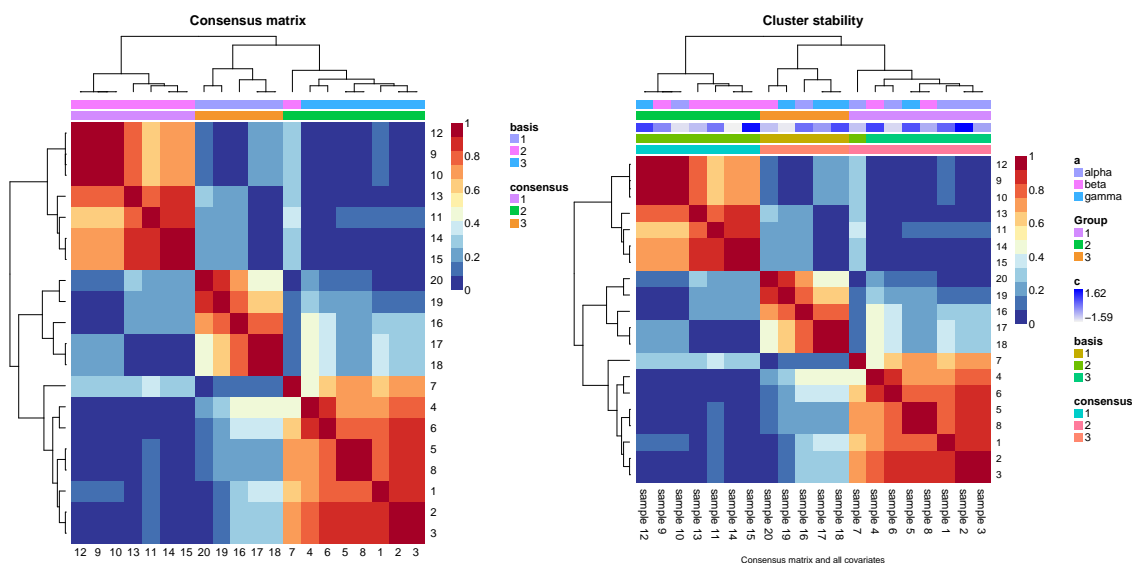 Consensus matrix
basis
1
2
3
consensus
1
2
3
1
0.8
0.6
0.4
0.2
0
12
9
10
13
11
14
15
20
19
16
17
18
7
4
6
5
8
1
2
3
12 9 10 13 11 14 15 20 19 16 17 18 7 4 6 5 8 1 2 3
Cluster stability
a
alpha
beta
gamma
Group
1
2
3
c
1.62
−1.59
basis
1
2
3
consensus
1
2
3
1
0.8
0.6
0.4
0.2
0
12
9
10
13
11
14
15
20
19
16
17
18
7
4
6
5
8
1
2
3
sample 12
sample 9
sample 10
sample 13
sample 11
sample 14
sample 15
sample 20
sample 19
sample 16
sample 17
sample 18
sample 7
sample 4
sample 6
sample 5
sample 8
sample 1
sample 2
sample 3
Consensus matrix and all covariates